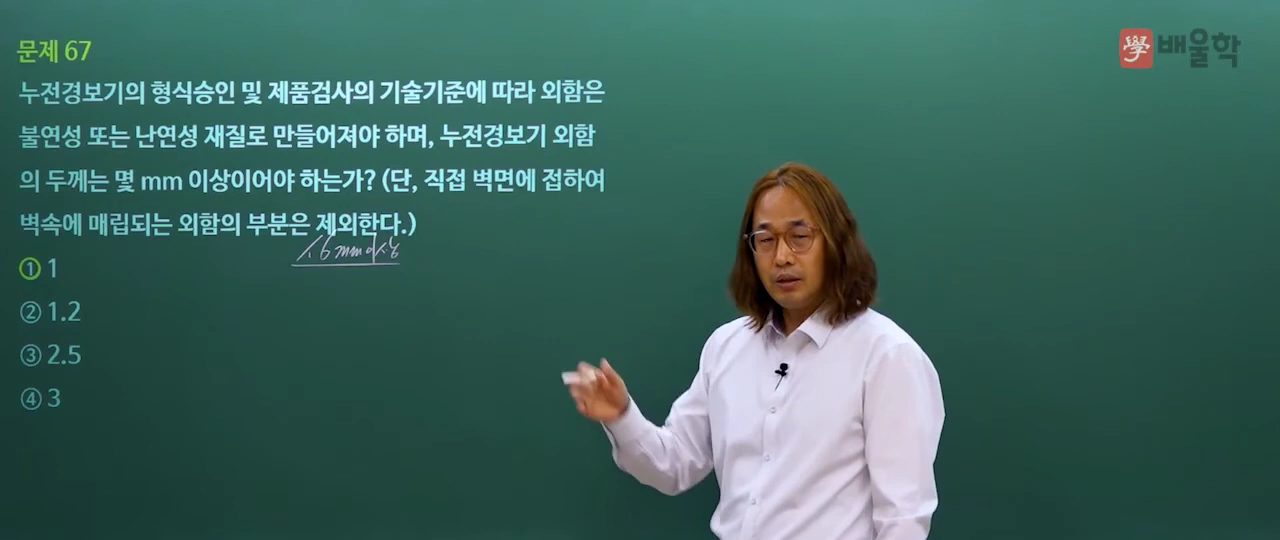 學 배울학
문제 67
누전경보기의 형식승인 및 제품검사의 기술기준에 따라 외함은
불연성 또는 난연성 재질로 만들어져야 하며, 누전경보기 외함
의 두께는 몇 mm 이상이어야 하는가? (단, 직접 벽면에 접하여
벽속에 매립되는 외함의 부분은 제외한다.)
mm 이상
① 1
② 1.2
③ 2.5
④ 3